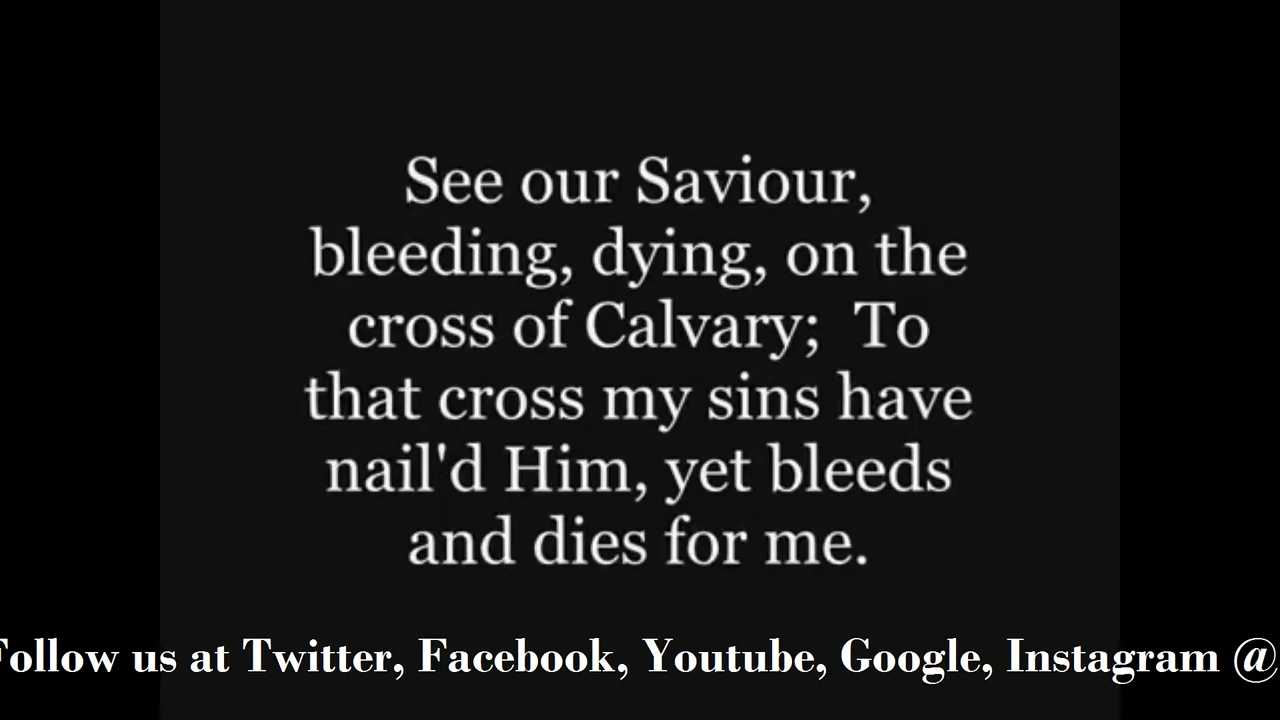 See our Saviour,
bleeding, dying, on the
cross of Calvary;  To
that cross my sins have
nail'd Him, yet bleeds
and dies for me.
Follow us at Twitter, Facebook, Youtube, Google, Instagram @